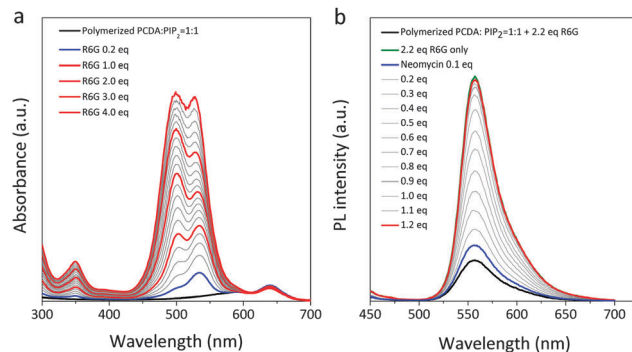 a
Polymerized PCDA:PIP2=1:1
R6G 0.2 eq
R6G 1.0 eq
R6G 2.0 eq
R6G 3.0 eq
R6G 4.0 eq
Absorbance (a.u.)
300 400 500 600 700
Wavelength (nm)
b
Polymerized PCDA: PIP2=1:1 + 2.2 eq R6G
2.2 eq R6G only
Neomycin 0.1 eq
0.2 eq
0.3 eq
0.4 eq
0.5 eq
0.6 eq
0.7 eq
0.8 eq
0.9 eq
1.0 eq
1.1 eq
1.2 eq
PL intensity (a.u.)
450 500 550 600 650 700
Wavelength (nm)